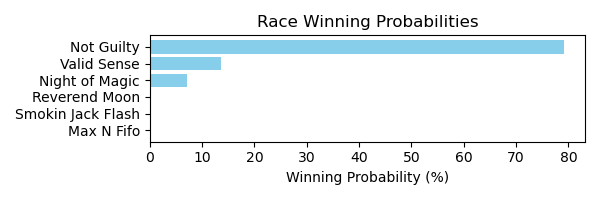 Race Winning Probabilities
Not Guilty
Valid Sense
Night of Magic
Reverend Moon
Smokin Jack Flash
Max N Fifo
0 10 20 30 40 50 60 70 80
Winning Probability (%)